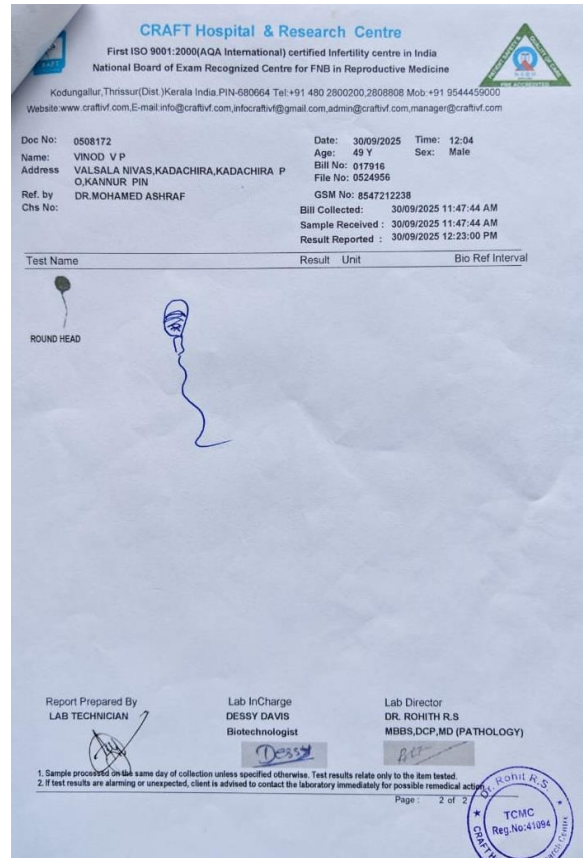 CRAFT Hospital & Research Centre
First ISO 9001:2000(AQA International) certified Infertility centre in India
National Board of Exam Recognized Centre for FNB in Reproductive Medicine
Kodungallur,Thrissur(Dist.)Kerala India.PIN-680664 Tel:+91 480 2800200,2808808 Mob:+91 9544459000
Website:www.craftivf.com,E-mail:info@craftivf.com,infocraftivf@gmail.com,admin@craftivf.com,manager@craftivf.com
Doc No: 0508172 Date: 30/09/2025 Time: 12:04
Name: VINOD V P Age: 49 Y Sex: Male
Address VALSALA NIVAS,KADACHIRA,KADACHIRA P Bill No: 017916
O,KANNUR PIN File No: 0524956
Ref. by DR.MOHAMED ASHRAF GSM No: 8547212238
Chs No: Bill Collected: 30/09/2025 11:47:44 AM
Sample Received : 30/09/2025 11:47:44 AM
Result Reported : 30/09/2025 12:23:00 PM
Test Name Result Unit Bio Ref Interval
ROUND HEAD
Report Prepared By Lab InCharge Lab Director
LAB TECHNICIAN DESSY DAVIS DR. ROHITH R.S
Biotechnologist MBBS,DCP,MD (PATHOLOGY)
Dessy
1. Sample processed on the same day of collection unless specified otherwise. Test results relate only to the item tested.
2. If test results are alarming or unexpected, client is advised to contact the laboratory immediately for possible remedical action.
Page : 2 of 2
Dr. Rohit R.S.
TCMC
Reg.No:41094